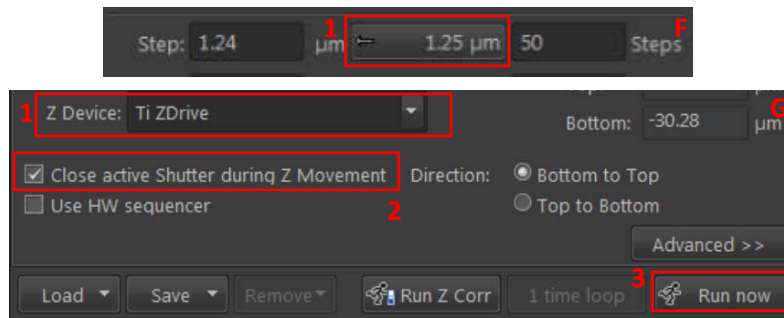 Step: 1.24 µm 1 1.25 µm 50 Steps F
1 Z Device: Ti ZDrive
Bottom: -30.28 µm G
Close active Shutter during Z Movement Direction: Bottom to Top
Use HW sequencer 2 Top to Bottom
Advanced >>
Load Save Remove Run Z Corr 1 time loop 3 Run now